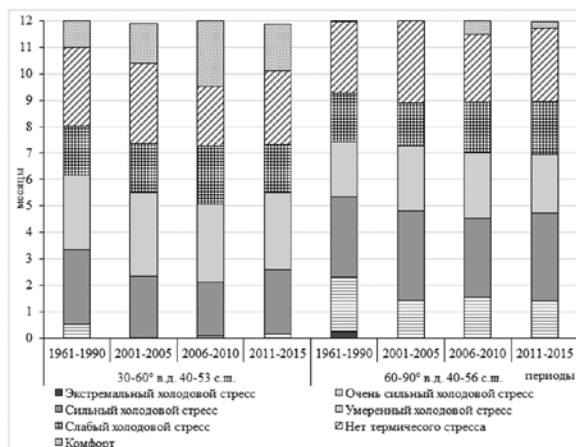 12
11
10
9
8
7
6
5
4
3
2
1
0
месяцы
1961-1990 2001-2005 2006-2010 2011-2015 1961-1990 2001-2005 2006-2010 2011-2015
30-60° в.д. 40-53 с.ш. 60-90° в.д. 40-56 с.ш. периоды
Экстремальный холодовой стресс Очень сильный холодовой стресс
Сильный холодовой стресс Умеренный холодовой стресс
Слабый холодовой стресс Нет термичесого стресса
Комфорт